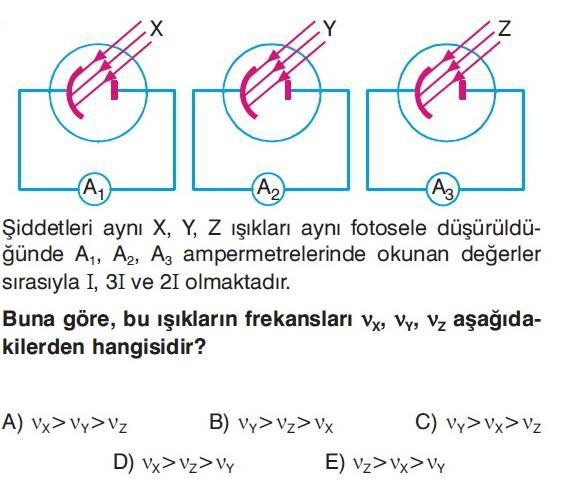 X Y Z
A₁ A₂ A₃
Şiddetleri aynı X, Y, Z ışıkları aynı fotosele düşürüldü-
ğünde A₁, A₂, A₃ ampermetrelerinde okunan değerler
sırasıyla I, 3I ve 2I olmaktadır.
Buna göre, bu ışıkların frekansları νX, νY, νZ aşağıda-
kilerden hangisidir?
A) νX>νY>νZ B) νY>νZ>νX C) νY>νX>νZ
D) νX>νZ>νY E) νZ>νX>νY